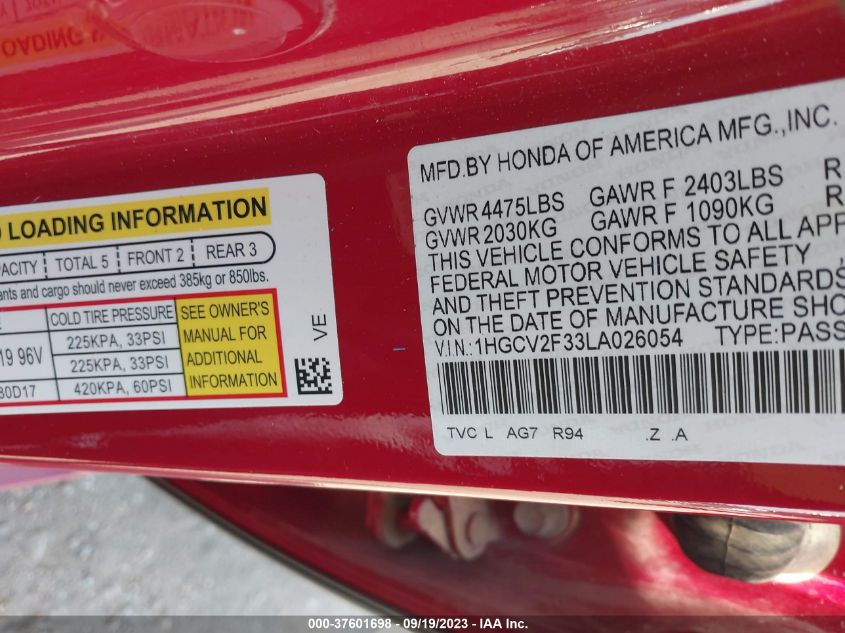 LOADING INFORMATION
TOTAL 5 FRONT 2 REAR 3
and cargo should never exceed 385kg or 850lbs.
COLD TIRE PRESSURE
19 96V 225KPA, 33PSI
225KPA, 33PSI
80D17 420KPA, 60PSI
SEE OWNER'S
MANUAL FOR
ADDITIONAL
INFORMATION
VE
MFD.BY HONDA OF AMERICA MFG.,INC.
GVWR 4475LBS GAWR F 2403LBS R
GVWR 2030KG GAWR F 1090KG R
THIS VEHICLE CONFORMS TO ALL APP
FEDERAL MOTOR VEHICLE SAFETY
AND THEFT PREVENTION STANDARDS
ON THE DATE OF MANUFACTURE SHO
V.I.N.:1HGCV2F33LA026054 TYPE:PASS
TVC L AG7 R94 .Z .A
000-37601698 - 09/19/2023 - IAA Inc.